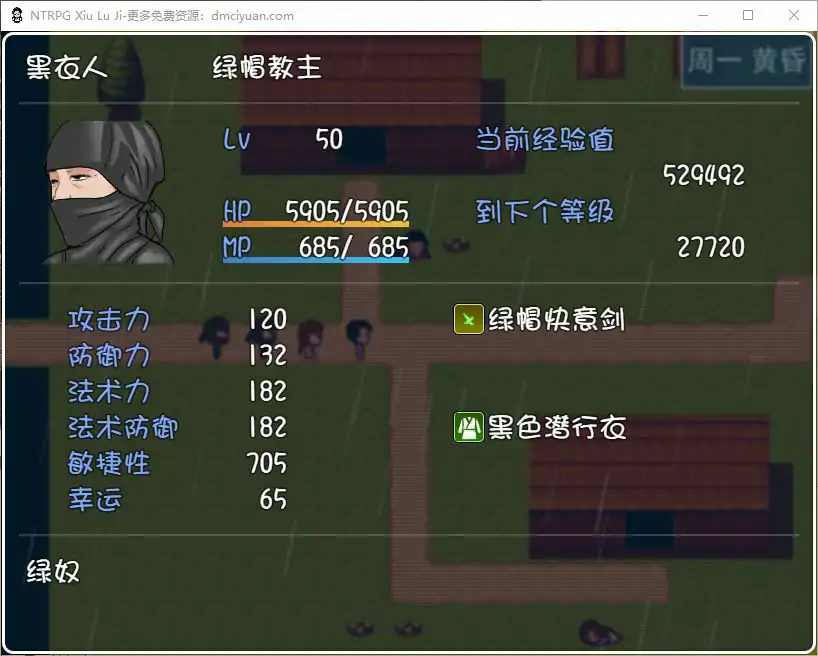 NTRPG Xiu Lu Ji-更多免费资源：dmciyuan.com
黑衣人 绿帽教主 周一 黄昏
Lv 50 当前经验值
529492
HP 5905/5905 到下个等级
MP 685/ 685 27720
攻击力 120 绿帽快意剑
防御力 132
法术力 182
法术防御 182 黑色潜行衣
敏捷性 705
幸运 65
绿奴